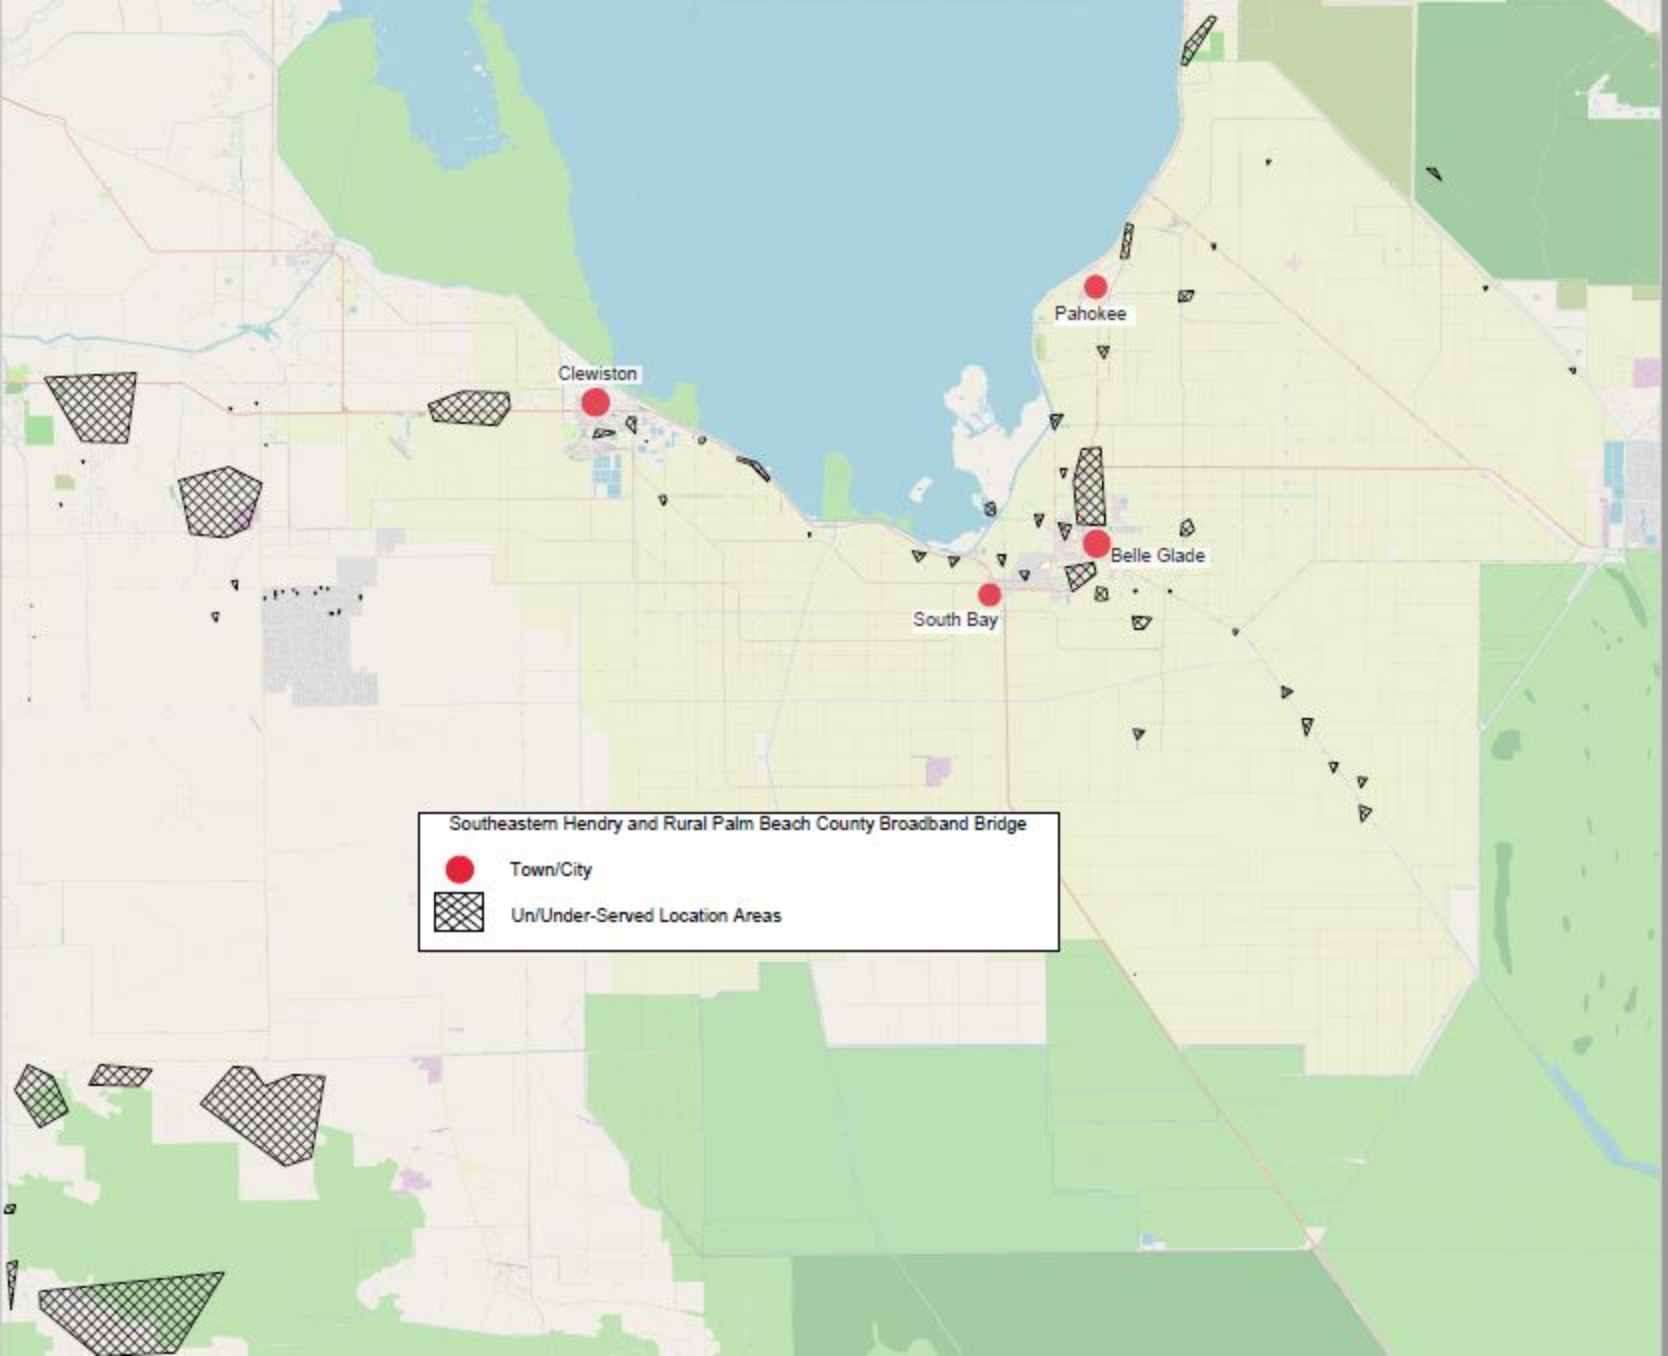 Pahokee
Clewiston
Belle Glade
South Bay
Southeastern Hendry and Rural Palm Beach County Broadband Bridge
Town/City
Un/Under-Served Location Areas